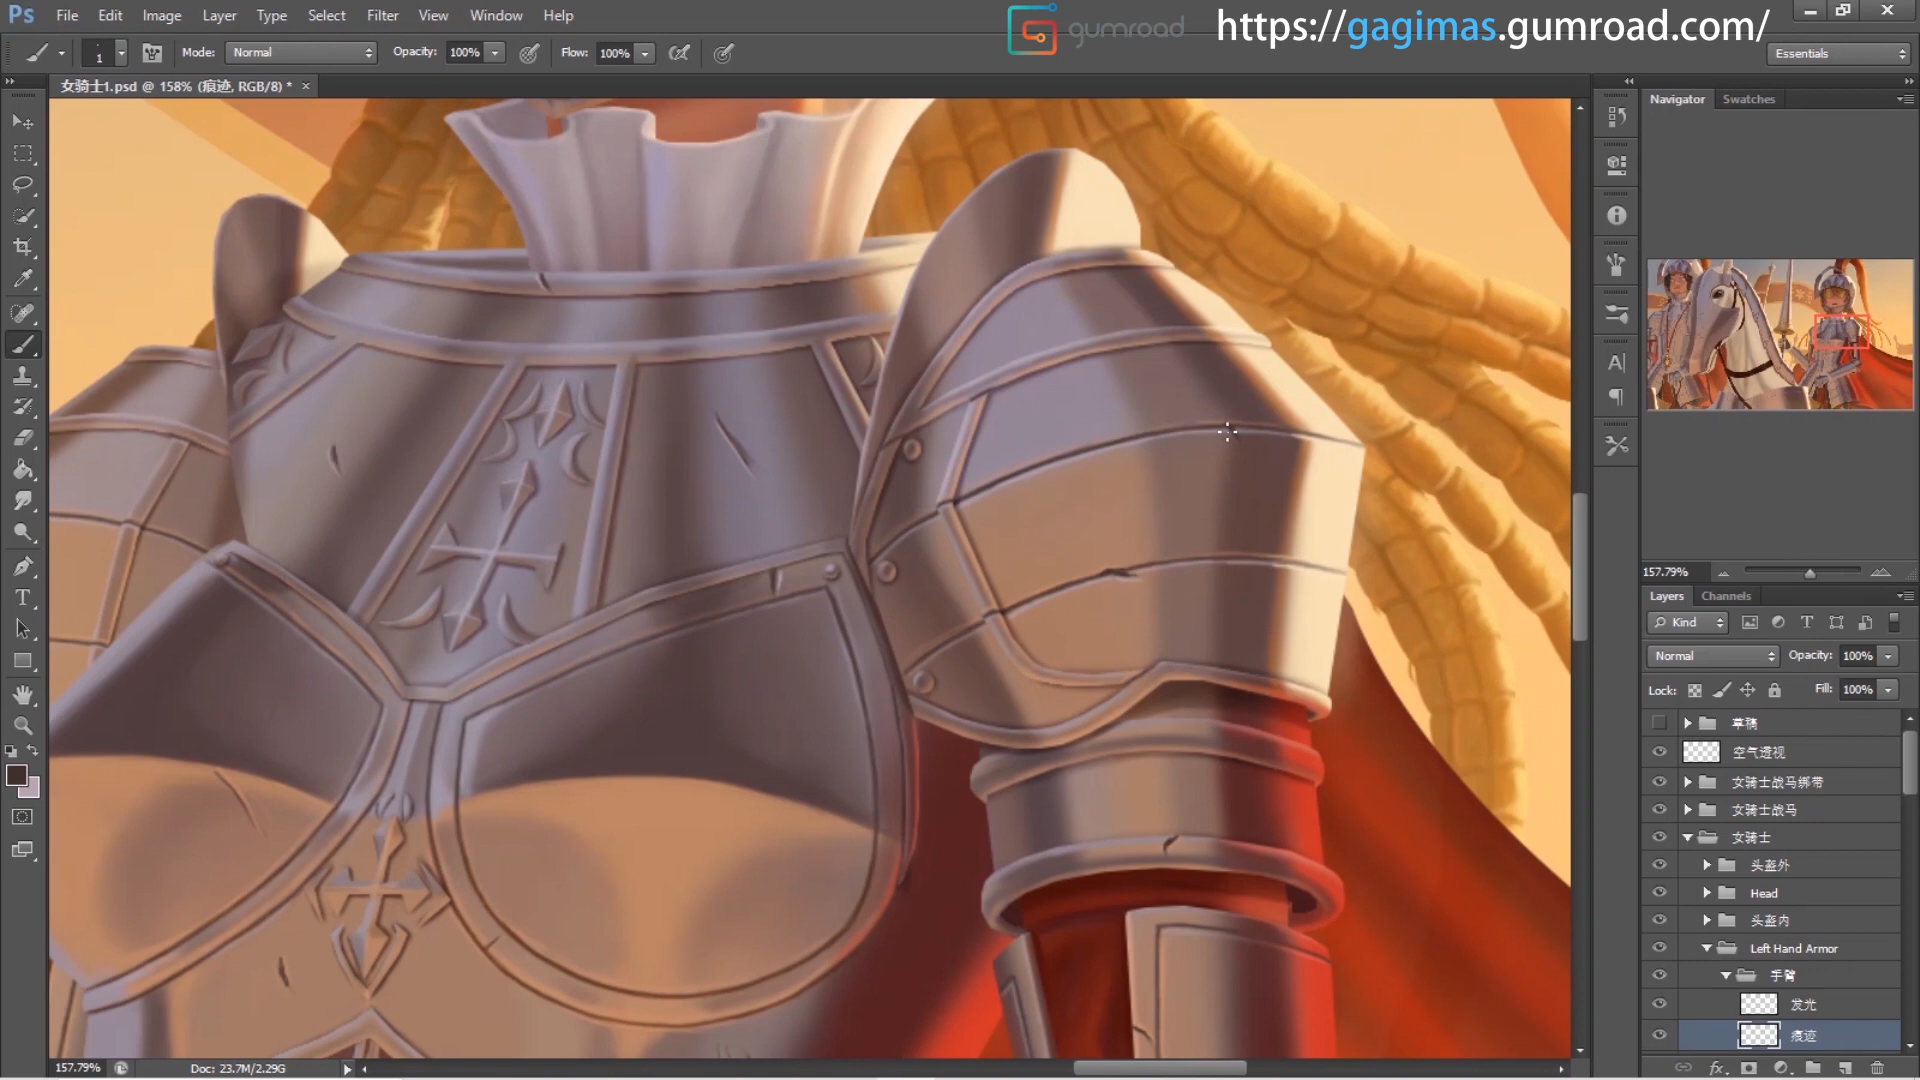 Ps File Edit Image Layer Type Select Filter View Window Help
gumroad
https://gagimas.gumroad.com/
1 Mode: Normal Opacity: 100% Flow: 100% Essentials
女骑士1.psd @ 158% (痕迹, RGB/8) * ×
Navigator Swatches
157.79%
Layers Channels
Kind
Normal Opacity: 100%
Lock: Fill: 100%
草稿
空气透视
女骑士战马绑带
女骑士战马
女骑士
头盔外
Head
头盔内
Left Hand Armor
手臂
发光
痕迹
157.79% Doc: 23.7M/2.29G